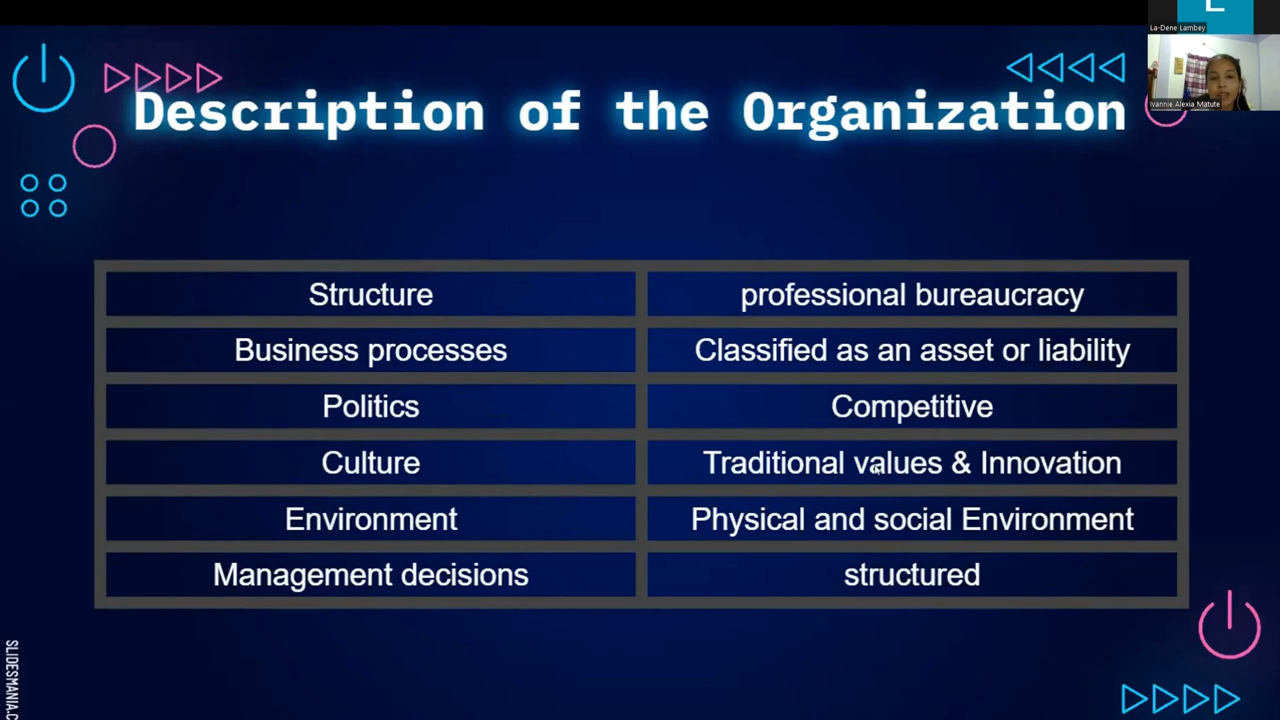 L
La-Dene Lambey
Ivannie Alexia Matute
Description of the Organization
Structure professional bureaucracy
Business processes Classified as an asset or liability
Politics Competitive
Culture Traditional values & Innovation
Environment Physical and social Environment
Management decisions structured
SLIDESMANIA.C